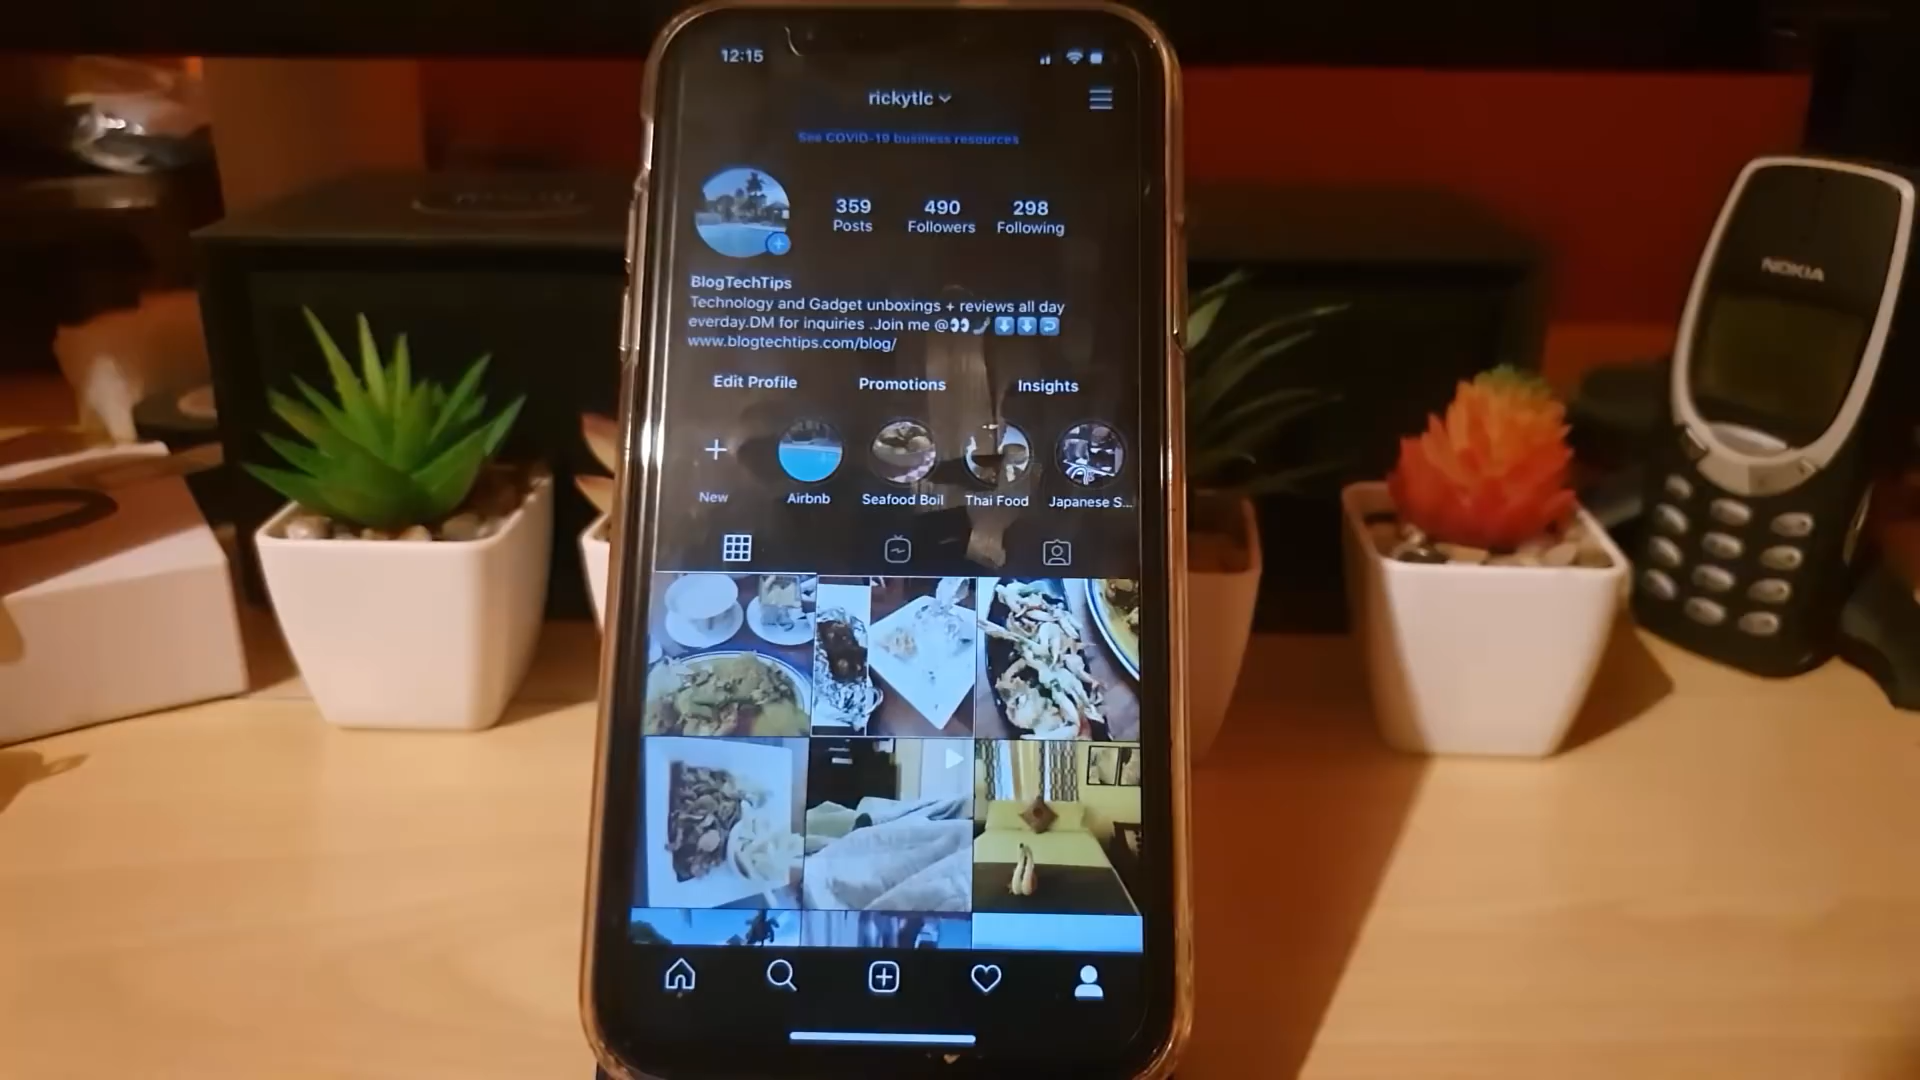 12:15
rickytlc
See COVID-19 business resources
359 490 298
Posts Followers Following
BlogTechTips
Technology and Gadget unboxings + reviews all day
everday.DM for inquiries .Join me @👀🌶⬇️⬇️↩️
www.blogtechtips.com/blog/
Edit Profile Promotions Insights
New Airbnb Seafood Boil Thai Food Japanese S...
NOKIA